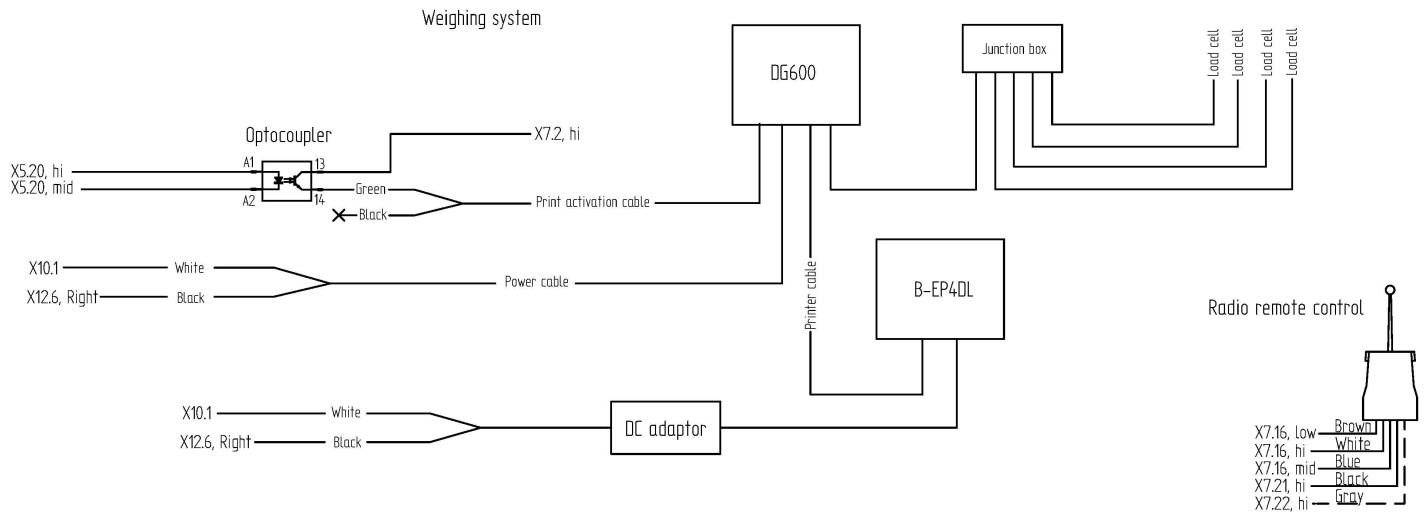 Weighing system
DG600
Junction box
Load cell
Load cell
Load cell
Load cell
Optocoupler
X7.2, hi
A1
13
X5.20, hi
X5.20, mid
A2
14
Green
Black
Print activation cable
X10.1
White
X12.6, Right
Black
Power cable
Printer cable
B-EP4DL
Radio remote control
X10.1
White
X12.6, Right
Black
DC adaptor
X7.16, low
Brown
X7.16, hi
White
X7.16, mid
Blue
X7.21, hi
Black
X7.22, hi
Gray